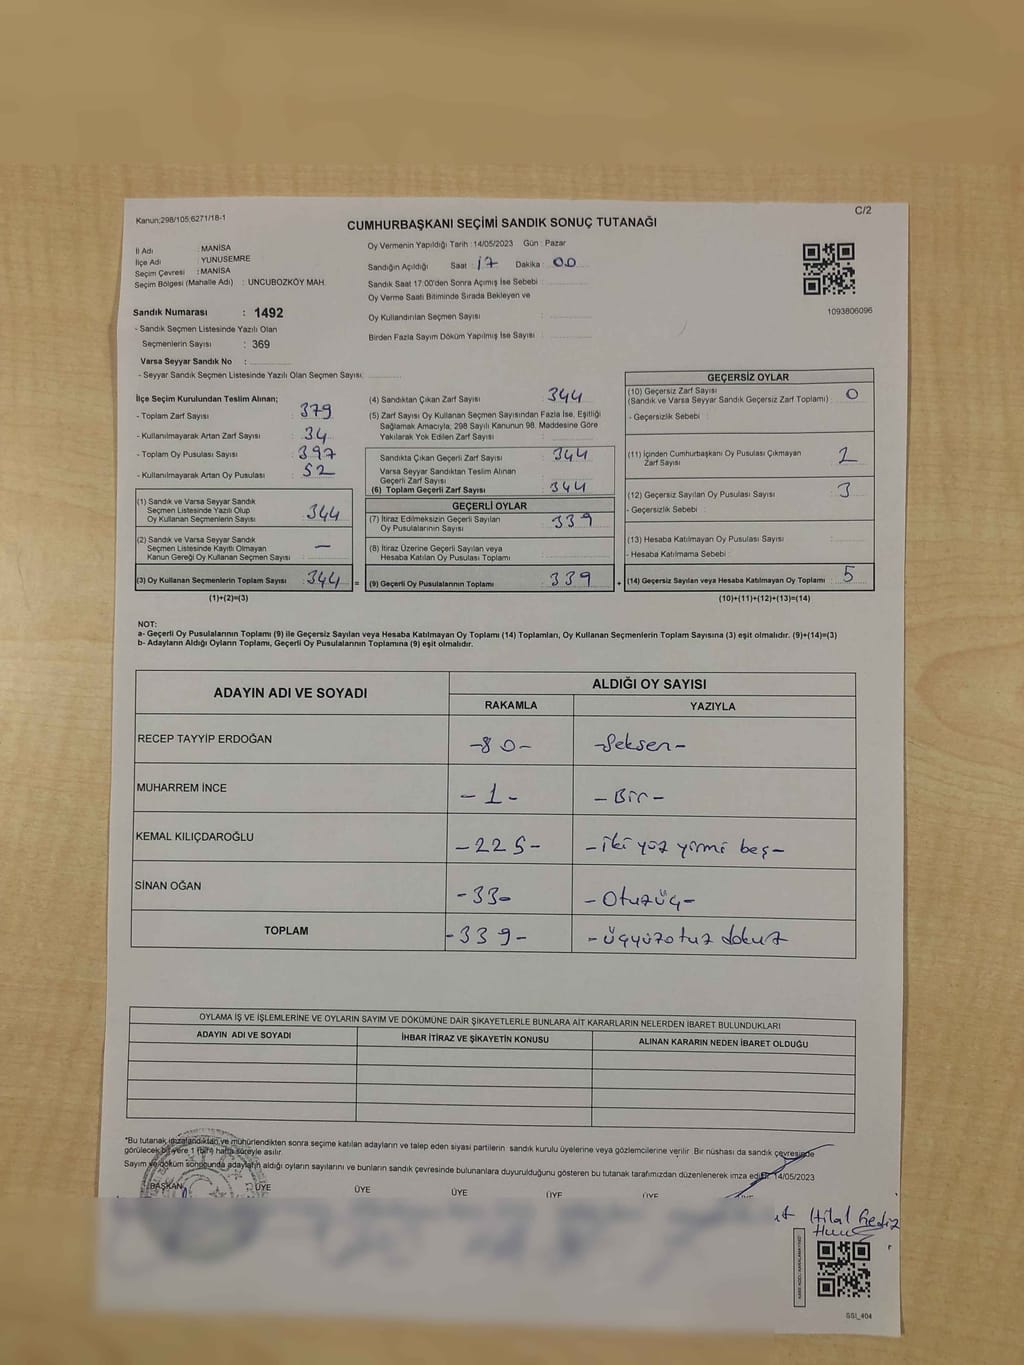 Kanun;298/105;6271/18-1
C/2
CUMHURBAŞKANI SEÇİMİ SANDIK SONUÇ TUTANAĞI
İl Adı : MANİSA
İlçe Adı : YUNUSEMRE
Seçim Çevresi : MANİSA
Seçim Bölgesi (Mahalle Adı) : UNCUBOZKÖY MAH.
Oy Vermenin Yapıldığı Tarih : 14/05/2023 Gün : Pazar
Sandığın Açıldığı Saat : 17 Dakika : 00
Sandık Saat 17.00'den Sonra Açımış İse Sebebi :
Oy Verme Saati Bitiminde Sırada Bekleyen ve
Oy Kullandırılan Seçmen Sayısı :
Birden Fazla Sayım Döküm Yapılmış İse Sayısı :
1093806096
Sandık Numarası : 1492
- Sandık Seçmen Listesinde Yazılı Olan
Seçmenlerin Sayısı : 369
Varsa Seyyar Sandık No :
- Seyyar Sandık Seçmen Listesinde Yazılı Olan Seçmen Sayısı:
İlçe Seçim Kurulundan Teslim Alınan;
- Toplam Zarf Sayısı : 379
- Kullanılmayarak Artan Zarf Sayısı : 34
- Toplam Oy Pusulası Sayısı : 397
- Kullanılmayarak Artan Oy Pusulası : 52
(1) Sandık ve Varsa Seyyar Sandık
Seçmen Listesinde Yazılı Olup
Oy Kullanan Seçmenlerin Sayısı : 344
(2) Sandık ve Varsa Seyyar Sandık
Seçmen Listesinde Kayıtlı Olmayan
Kanun Gereği Oy Kullanan Seçmen Sayısı : —
(3) Oy Kullanan Seçmenlerin Toplam Sayısı : 344 =
(1)+(2)=(3)
(4) Sandıktan Çıkan Zarf Sayısı : 344
(5) Zarf Sayısı Oy Kullanan Seçmen Sayısından Fazla İse, Eşitliği
Sağlamak Amacıyla; 298 Sayılı Kanunun 98. Maddesine Göre
Yakılarak Yok Edilen Zarf Sayısı :
Sandıkta Çıkan Geçerli Zarf Sayısı : 344
Varsa Seyyar Sandıktan Teslim Alınan
Geçerli Zarf Sayısı :
(6) Toplam Geçerli Zarf Sayısı : 344
GEÇERLİ OYLAR
(7) İtiraz Edilmeksizin Geçerli Sayılan
Oy Pusulalarının Sayısı : 339
(8) İtiraz Üzerine Geçerli Sayılan veya
Hesaba Katılan Oy Pusulası Toplamı :
(9) Geçerli Oy Pusulalarının Toplamı : 339 +
GEÇERSİZ OYLAR
(10) Geçersiz Zarf Sayısı
(Sandık ve Varsa Seyyar Sandık Geçersiz Zarf Toplamı) : 0
- Geçersizlik Sebebi :
(11) İçinden Cumhurbaşkanı Oy Pusulası Çıkmayan
Zarf Sayısı : 2
(12) Geçersiz Sayılan Oy Pusulası Sayısı : 3
- Geçersizlik Sebebi :
(13) Hesaba Katılmayan Oy Pusulası Sayısı :
- Hesaba Katılmama Sebebi :
(14) Geçersiz Sayılan veya Hesaba Katılmayan Oy Toplamı : 5
(10)+(11)+(12)+(13)=(14)
NOT:
a- Geçerli Oy Pusulalarının Toplamı (9) ile Geçersiz Sayılan veya Hesaba Katılmayan Oy Toplamı (14) Toplamları, Oy Kullanan Seçmenlerin Toplam Sayısına (3) eşit olmalıdır. (9)+(14)=(3)
b- Adayların Aldığı Oyların Toplamı, Geçerli Oy Pusulalarının Toplamına (9) eşit olmalıdır.
ADAYIN ADI VE SOYADI
ALDIĞI OY SAYISI
RAKAMLA YAZIYLA
RECEP TAYYİP ERDOĞAN -80- -Seksen-
MUHARREM İNCE -1- -Bir-
KEMAL KILIÇDAROĞLU -225- -iki yüz yirmi beş-
SİNAN OĞAN -33- -Otuzüç-
TOPLAM -339- -üçyüzotuz dokuz
OYLAMA İŞ VE İŞLEMLERİNE VE OYLARIN SAYIM VE DÖKÜMÜNE DAİR ŞİKAYETLERLE BUNLARA AİT KARARLARIN NELERDEN İBARET BULUNDUKLARI
ADAYIN ADI VE SOYADI İHBAR İTİRAZ VE ŞİKAYETİN KONUSU ALINAN KARARIN NEDEN İBARET OLDUĞU
*Bu tutanak imzalandıktan ve mühürlendikten sonra seçime katılan adayların ve talep eden siyasi partilerin sandık kurulu üyelerine veya gözlemcilerine verilir. Bir nüshası da sandık çevresinde
görülecek bir yere 1 (bir) hafta süreyle asılır.
Sayım ve döküm sonucunda adayların aldığı oyların sayılarını ve bunların sandık çevresinde bulunanlara duyurulduğunu gösteren bu tutanak tarafımızdan düzenlenerek imza edildi. 14/05/2023
BAŞKAN ÜYE ÜYE ÜYE ÜYE ÜYE
Hilal Gediz
SSI_404